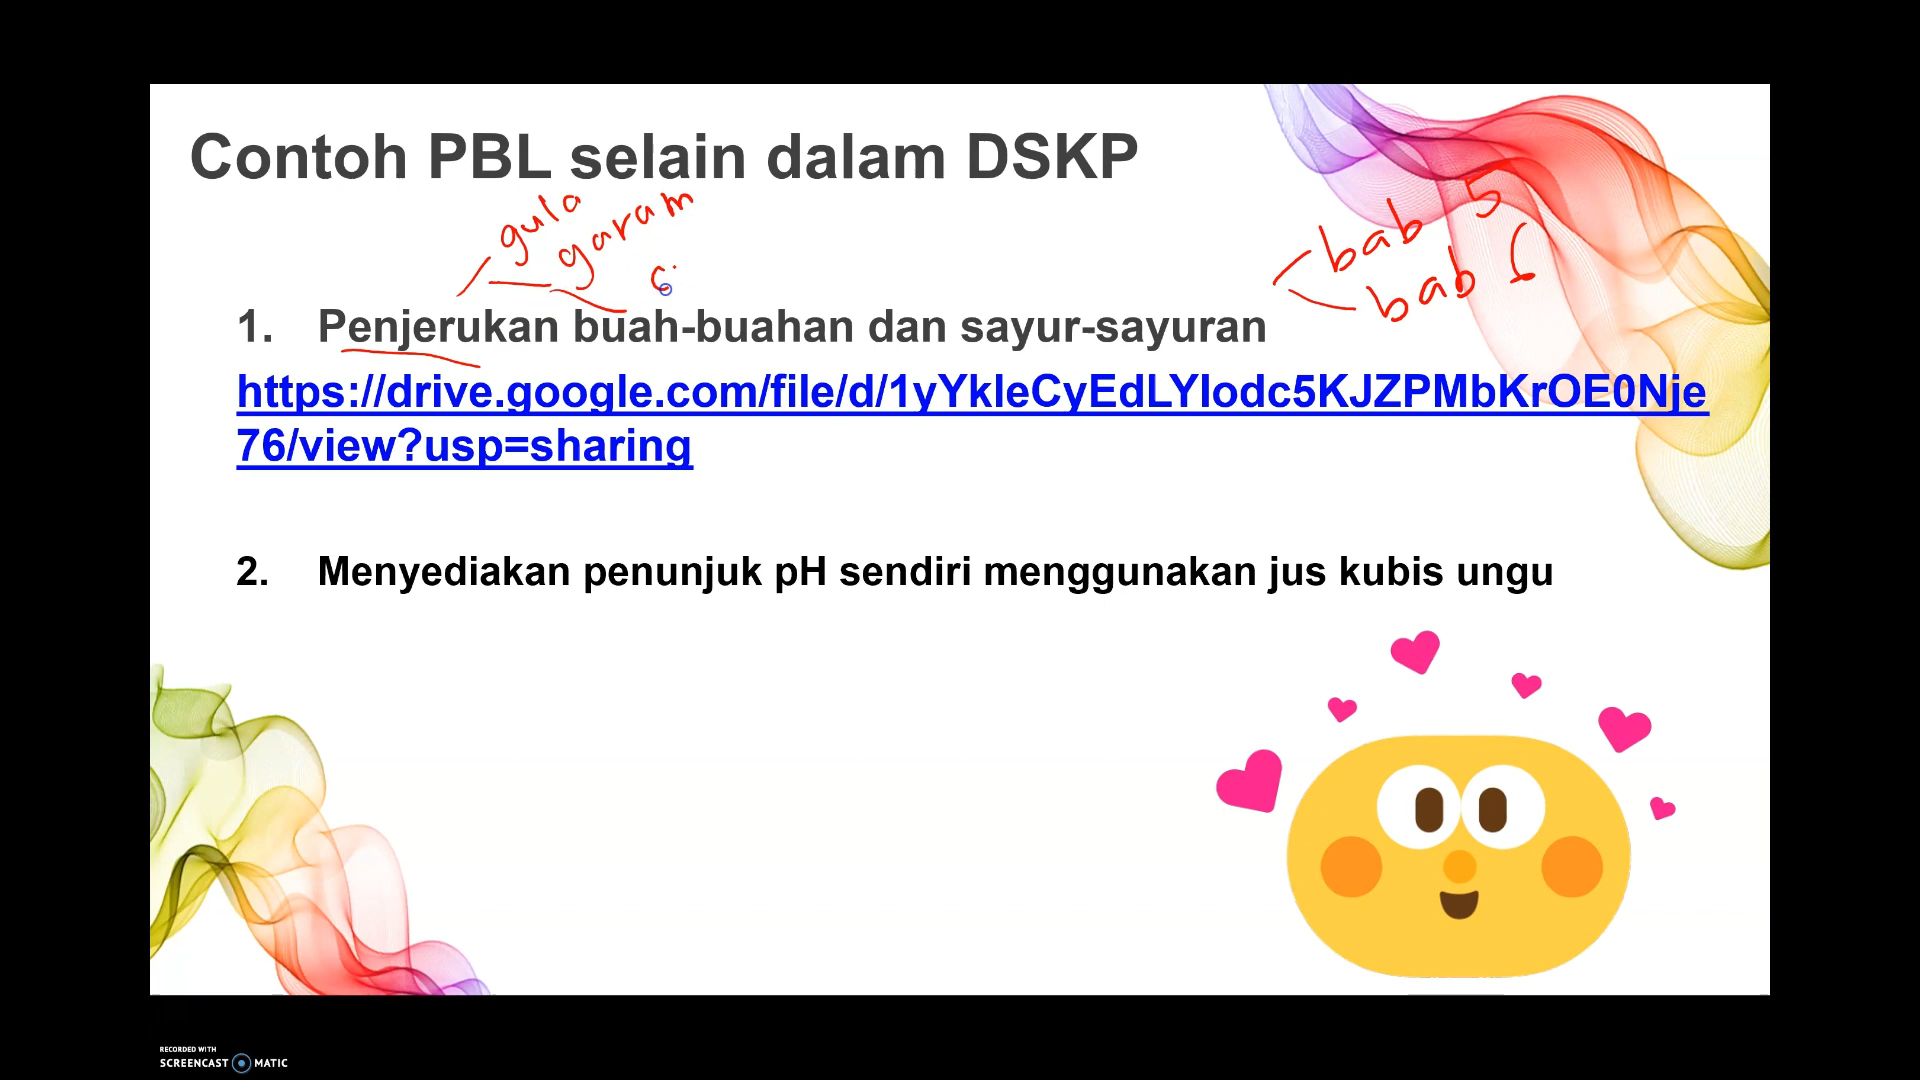 Contoh PBL selain dalam DSKP
gula
garam
bab 5
bab 6
1. Penjerukan buah-buahan dan sayur-sayuran
https://drive.google.com/file/d/1yYkleCyEdLYlodc5KJZPMbKrOE0Nje
76/view?usp=sharing
2. Menyediakan penunjuk pH sendiri menggunakan jus kubis ungu
RECORDED WITH
SCREENCAST MATIC